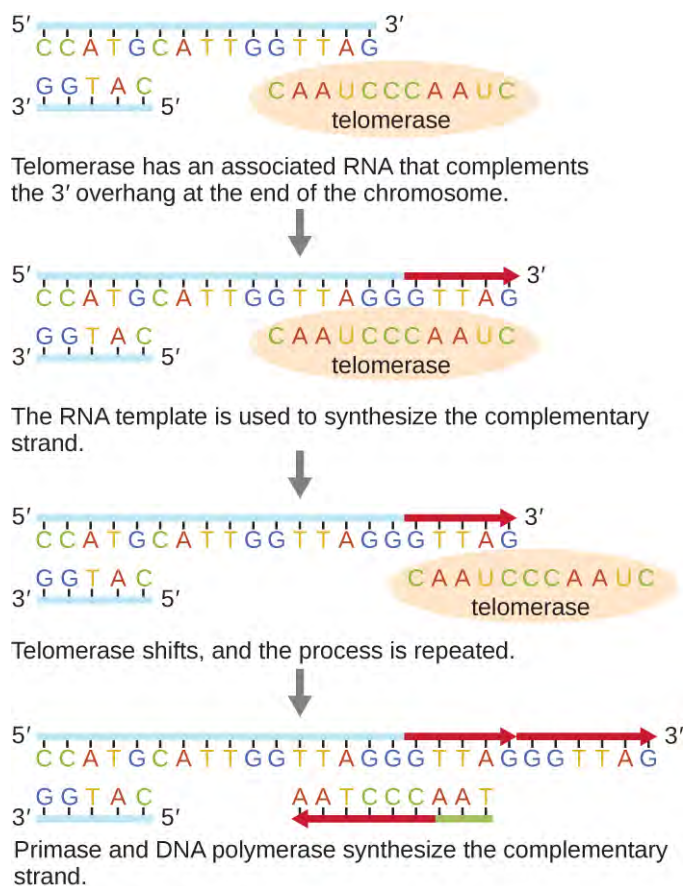 5′ 3′
CCATGCATTGGTTAG
GGTAC CAAUCCCAAUC
3′ 5′ telomerase
Telomerase has an associated RNA that complements
the 3′ overhang at the end of the chromosome.
5′ 3′
CCATGCATTGGTTAGGGTTAG
GGTAC CAAUCCCAAUC
3′ 5′ telomerase
The RNA template is used to synthesize the complementary
strand.
5′ 3′
CCATGCATTGGTTAGGGTTAG
GGTAC CAAUCCCAAUC
3′ 5′ telomerase
Telomerase shifts, and the process is repeated.
5′ 3′
CCATGCATTGGTTAGGGTTAGGGTTAG
GGTAC AATCCCAAT
3′ 5′
Primase and DNA polymerase synthesize the complementary
strand.